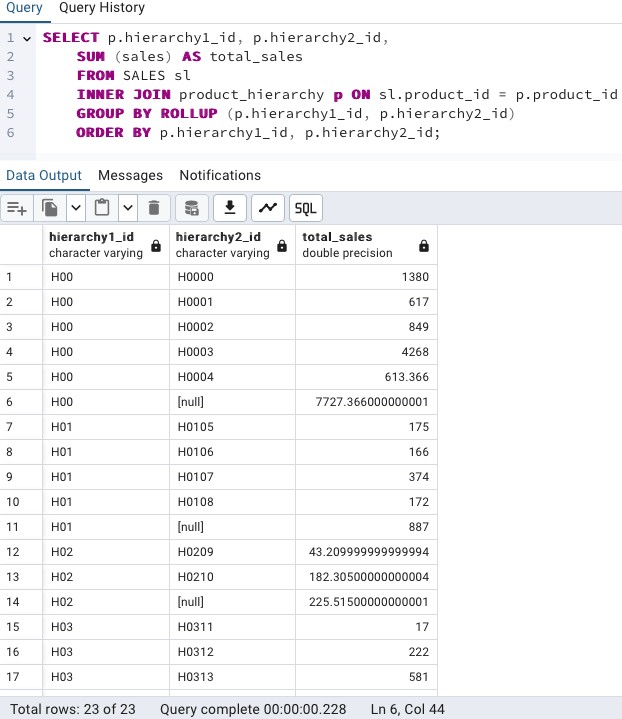 Query Query History
1 SELECT p.hierarchy1_id, p.hierarchy2_id,
2 SUM (sales) AS total_sales
3 FROM SALES sl
4 INNER JOIN product_hierarchy p ON sl.product_id = p.product_id
5 GROUP BY ROLLUP (p.hierarchy1_id, p.hierarchy2_id)
6 ORDER BY p.hierarchy1_id, p.hierarchy2_id;
Data Output Messages Notifications
SQL
hierarchy1_id hierarchy2_id total_sales
character varying character varying double precision
1 H00 H0000 1380
2 H00 H0001 617
3 H00 H0002 849
4 H00 H0003 4268
5 H00 H0004 613.366
6 H00 [null] 7727.366000000001
7 H01 H0105 175
8 H01 H0106 166
9 H01 H0107 374
10 H01 H0108 172
11 H01 [null] 887
12 H02 H0209 43.209999999999994
13 H02 H0210 182.30500000000004
14 H02 [null] 225.51500000000001
15 H03 H0311 17
16 H03 H0312 222
17 H03 H0313 581
Total rows: 23 of 23 Query complete 00:00:00.228 Ln 6, Col 44